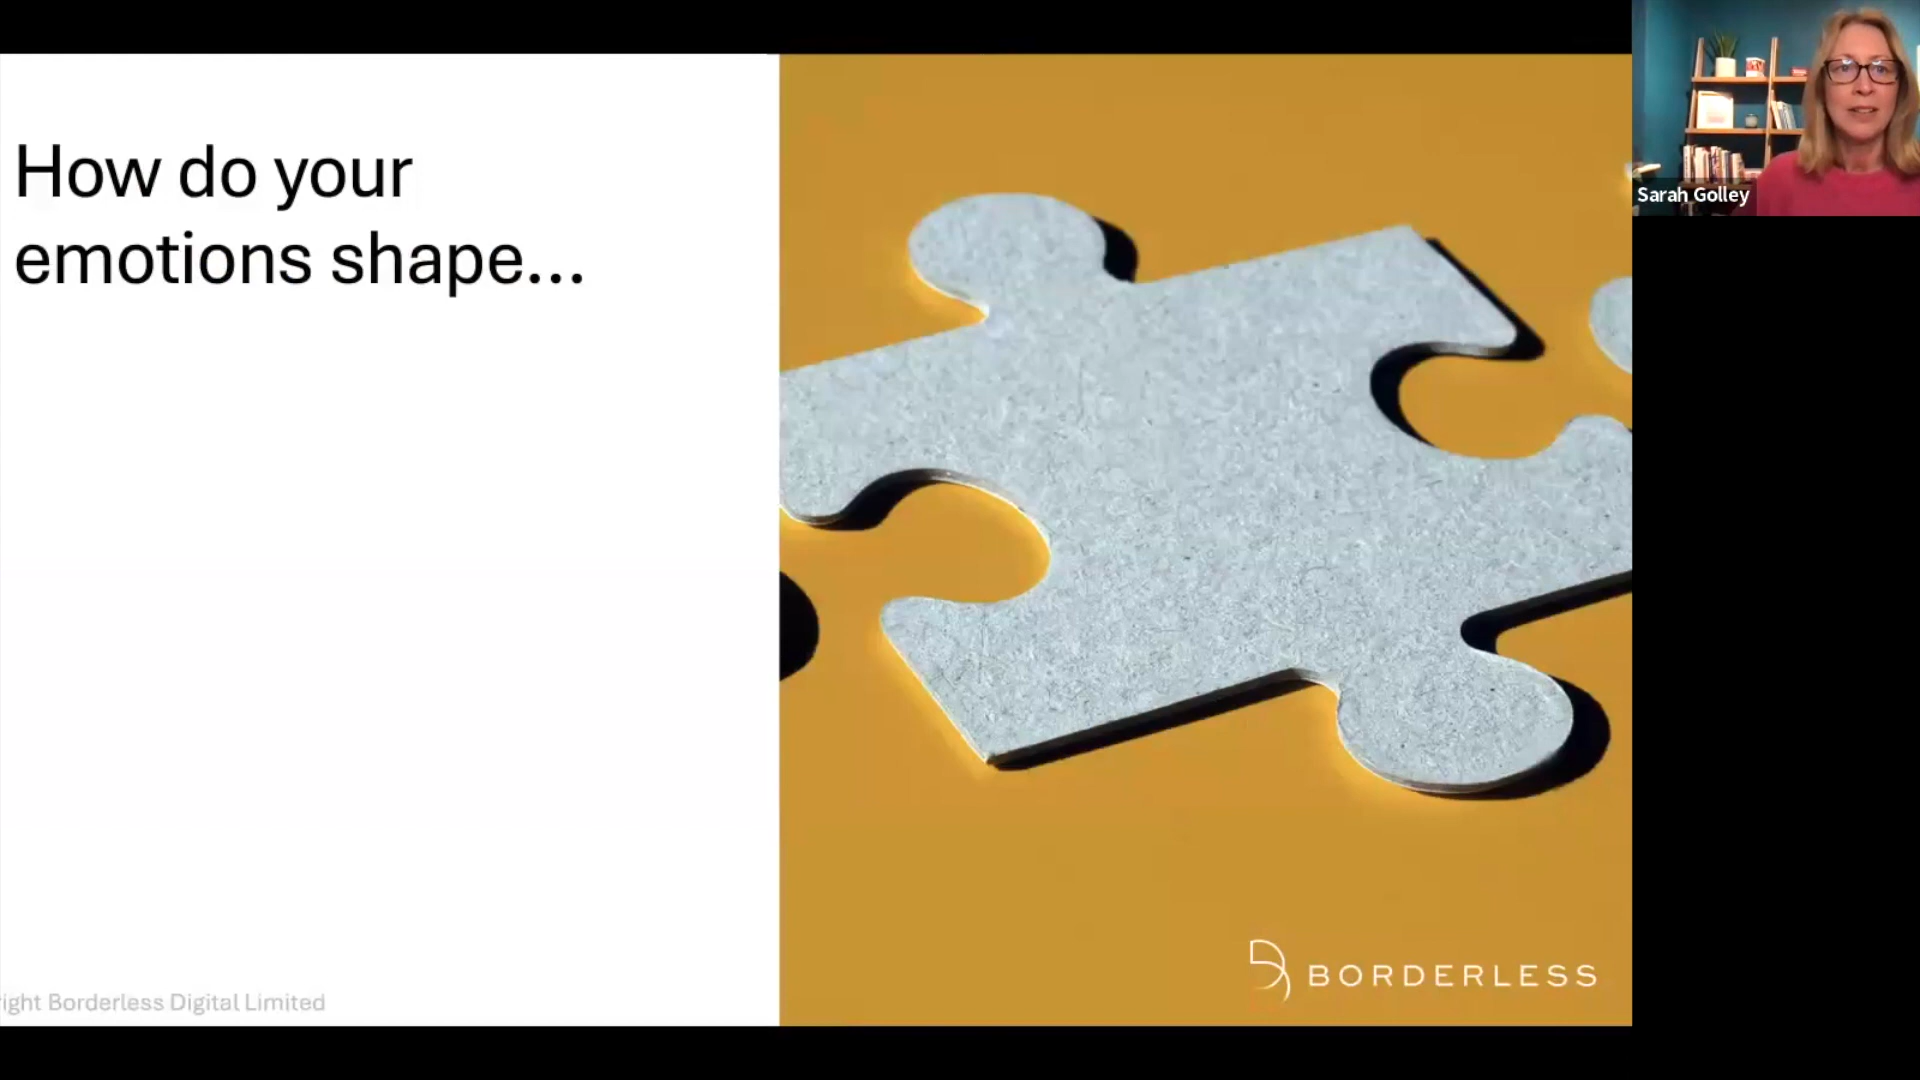 How do your
emotions shape...
Sarah Golley
BORDERLESS
ight Borderless Digital Limited